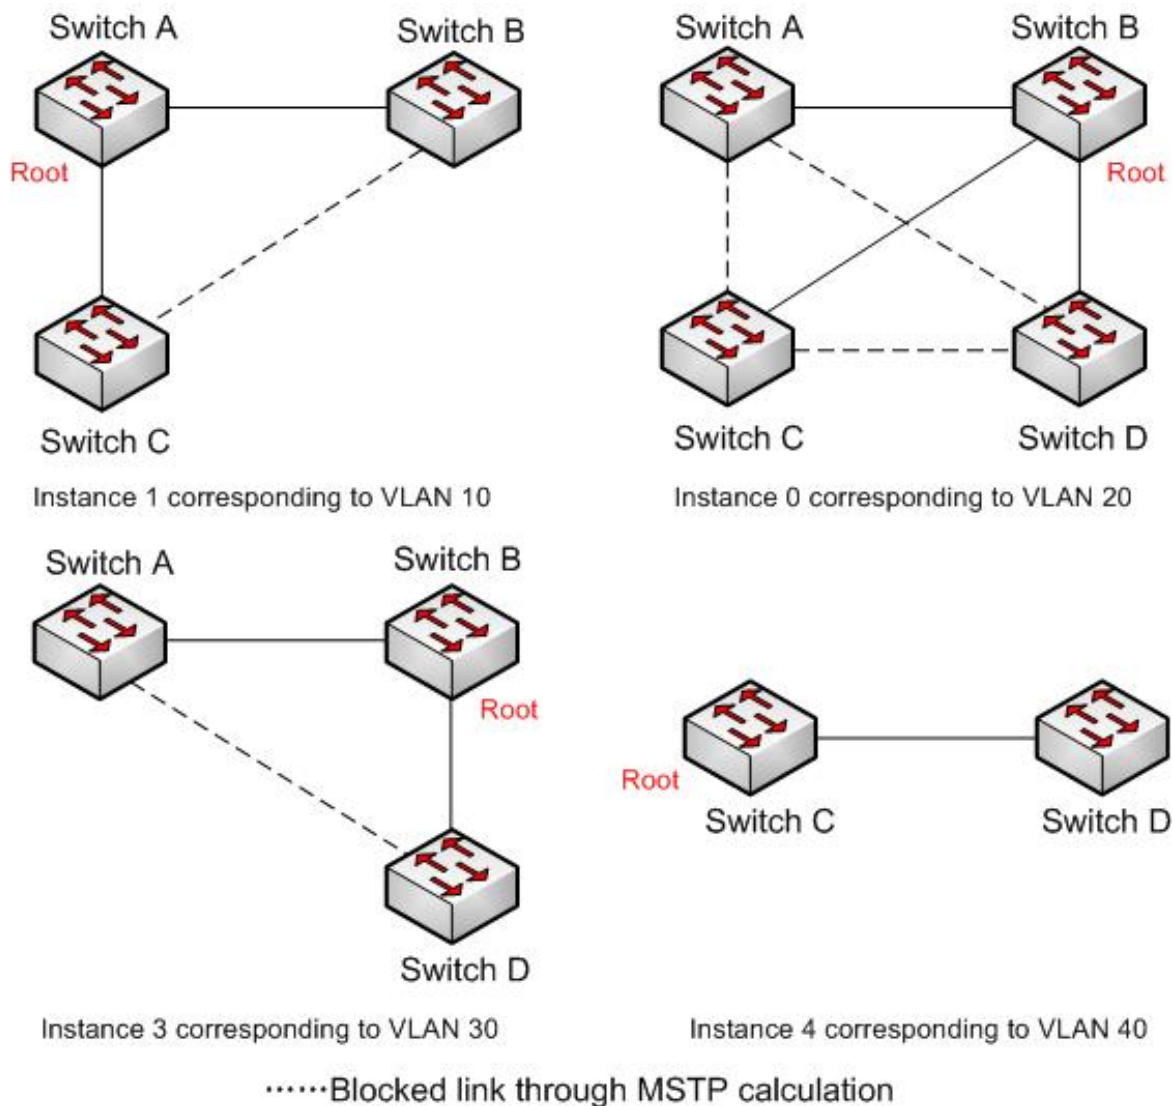 Switch A
Switch B
Root
Switch C
Instance 1 corresponding to VLAN 10
Switch A
Switch B
Root
Switch C
Switch D
Instance 0 corresponding to VLAN 20
Switch A
Switch B
Root
Switch D
Instance 3 corresponding to VLAN 30
Root
Switch C
Switch D
Instance 4 corresponding to VLAN 40
······Blocked link through MSTP calculation